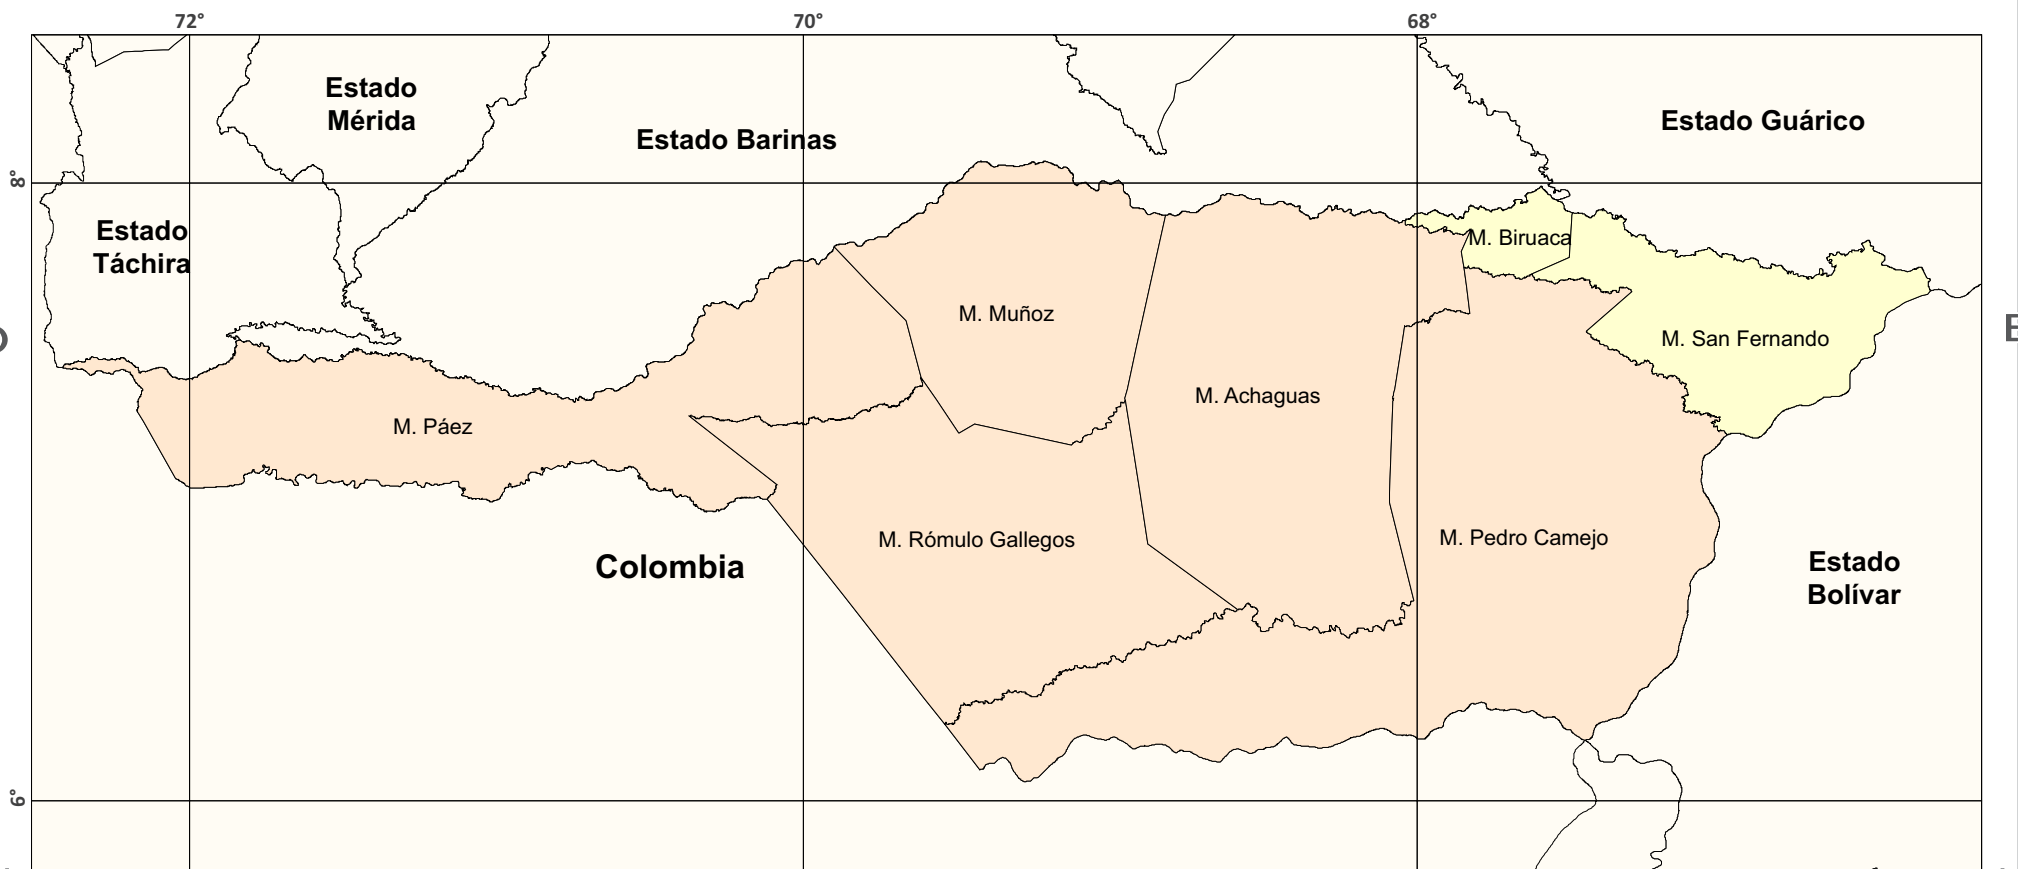 72° 70° 68°
Estado
Mérida
Estado Barinas
Estado Guárico
8°
Estado
Táchira
M. Biruaca
M. Muñoz
M. San Fernando
M. Achaguas
M. Páez
M. Rómulo Gallegos
M. Pedro Camejo
Colombia
Estado
Bolívar
6°